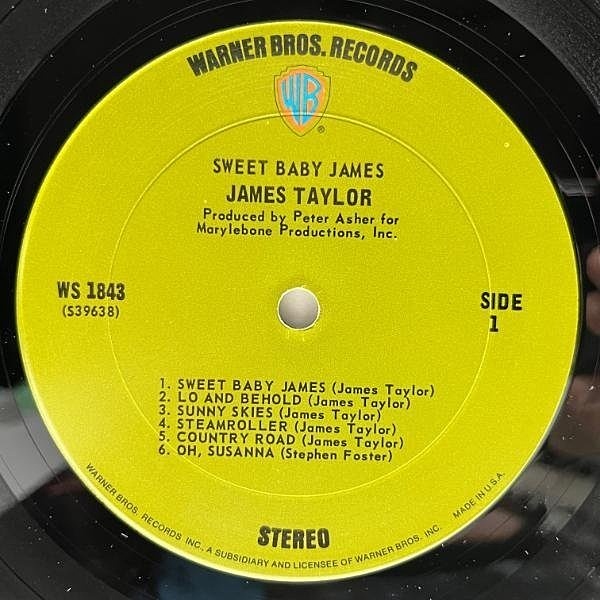 WARNER BROS. RECORDS
WB
®
SWEET BABY JAMES
JAMES TAYLOR
Produced by Peter Asher for
Marylebone Productions, Inc.
WS 1843
(S39638)
SIDE
1
1. SWEET BABY JAMES (James Taylor)
2. LO AND BEHOLD (James Taylor)
3. SUNNY SKIES (James Taylor)
4. STEAMROLLER (James Taylor)
5. COUNTRY ROAD (James Taylor)
6. OH, SUSANNA (Stephen Foster)
STEREO
WARNER BROS. RECORDS INC. A SUBSIDIARY AND LICENSEE OF WARNER BROS. INC. MADE IN U.S.A.